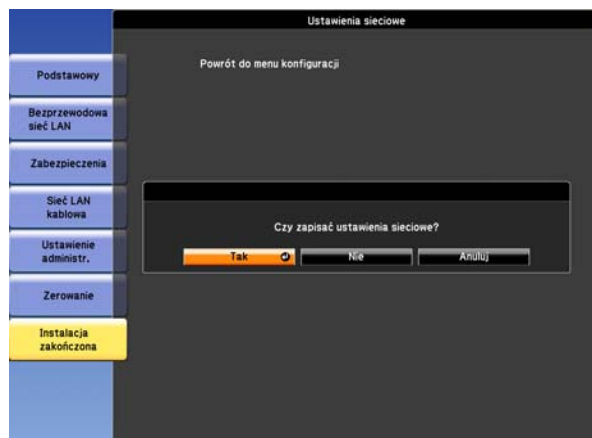 Ustawienia sieciowe
Powrót do menu konfiguracji
Podstawowy
Bezprzewodowa
sieć LAN
Zabezpieczenia
Sieć LAN
kablowa
Ustawienie
administr.
Zerowanie
Instalacja
zakończona
Czy zapisać ustawienia sieciowe?
Tak Nie Anuluj